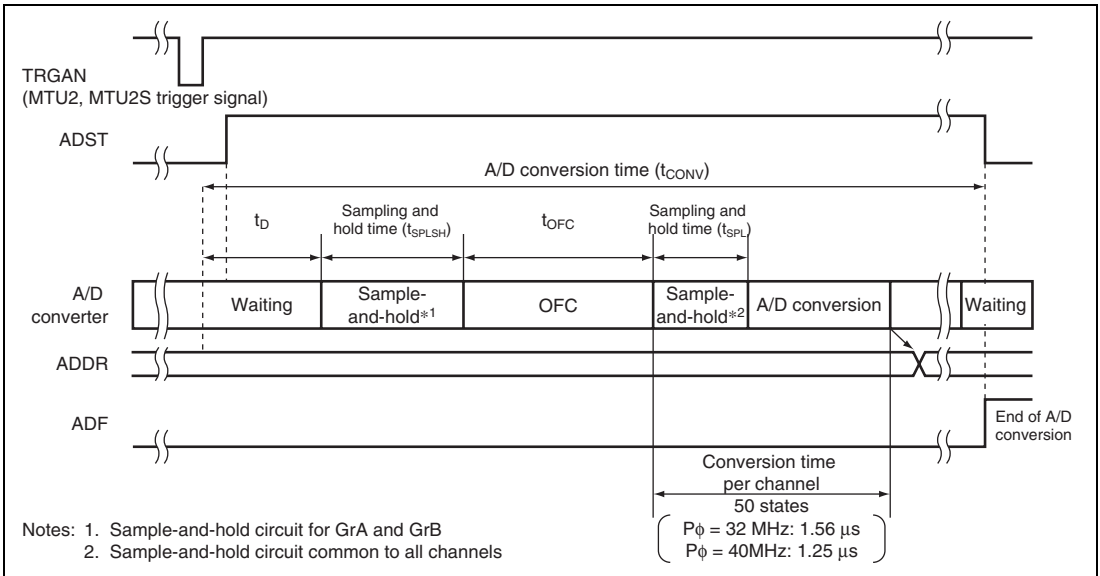 TRGAN
(MTU2, MTU2S trigger signal)
ADST
A/D conversion time (tCONV)
tD
Sampling and
hold time (tSPLSH)
tOFC
Sampling and
hold time (tSPL)
A/D
converter
Waiting
Sample-
and-hold*1
OFC
Sample-
and-hold*2
A/D conversion
Waiting
ADDR
ADF
End of A/D
conversion
Conversion time
per channel
50 states
Pφ = 32 MHz: 1.56 μs
Pφ = 40MHz: 1.25 μs
Notes: 1. Sample-and-hold circuit for GrA and GrB
2. Sample-and-hold circuit common to all channels